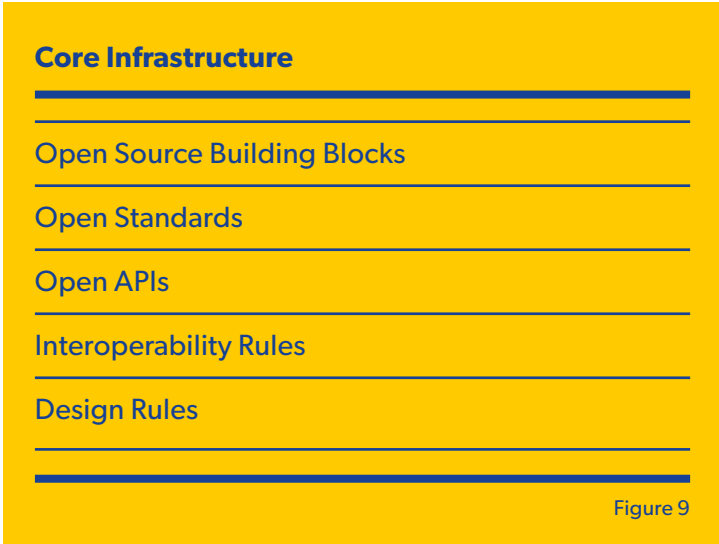 Core Infrastructure
Open Source Building Blocks
Open Standards
Open APIs
Interoperability Rules
Design Rules
Figure 9